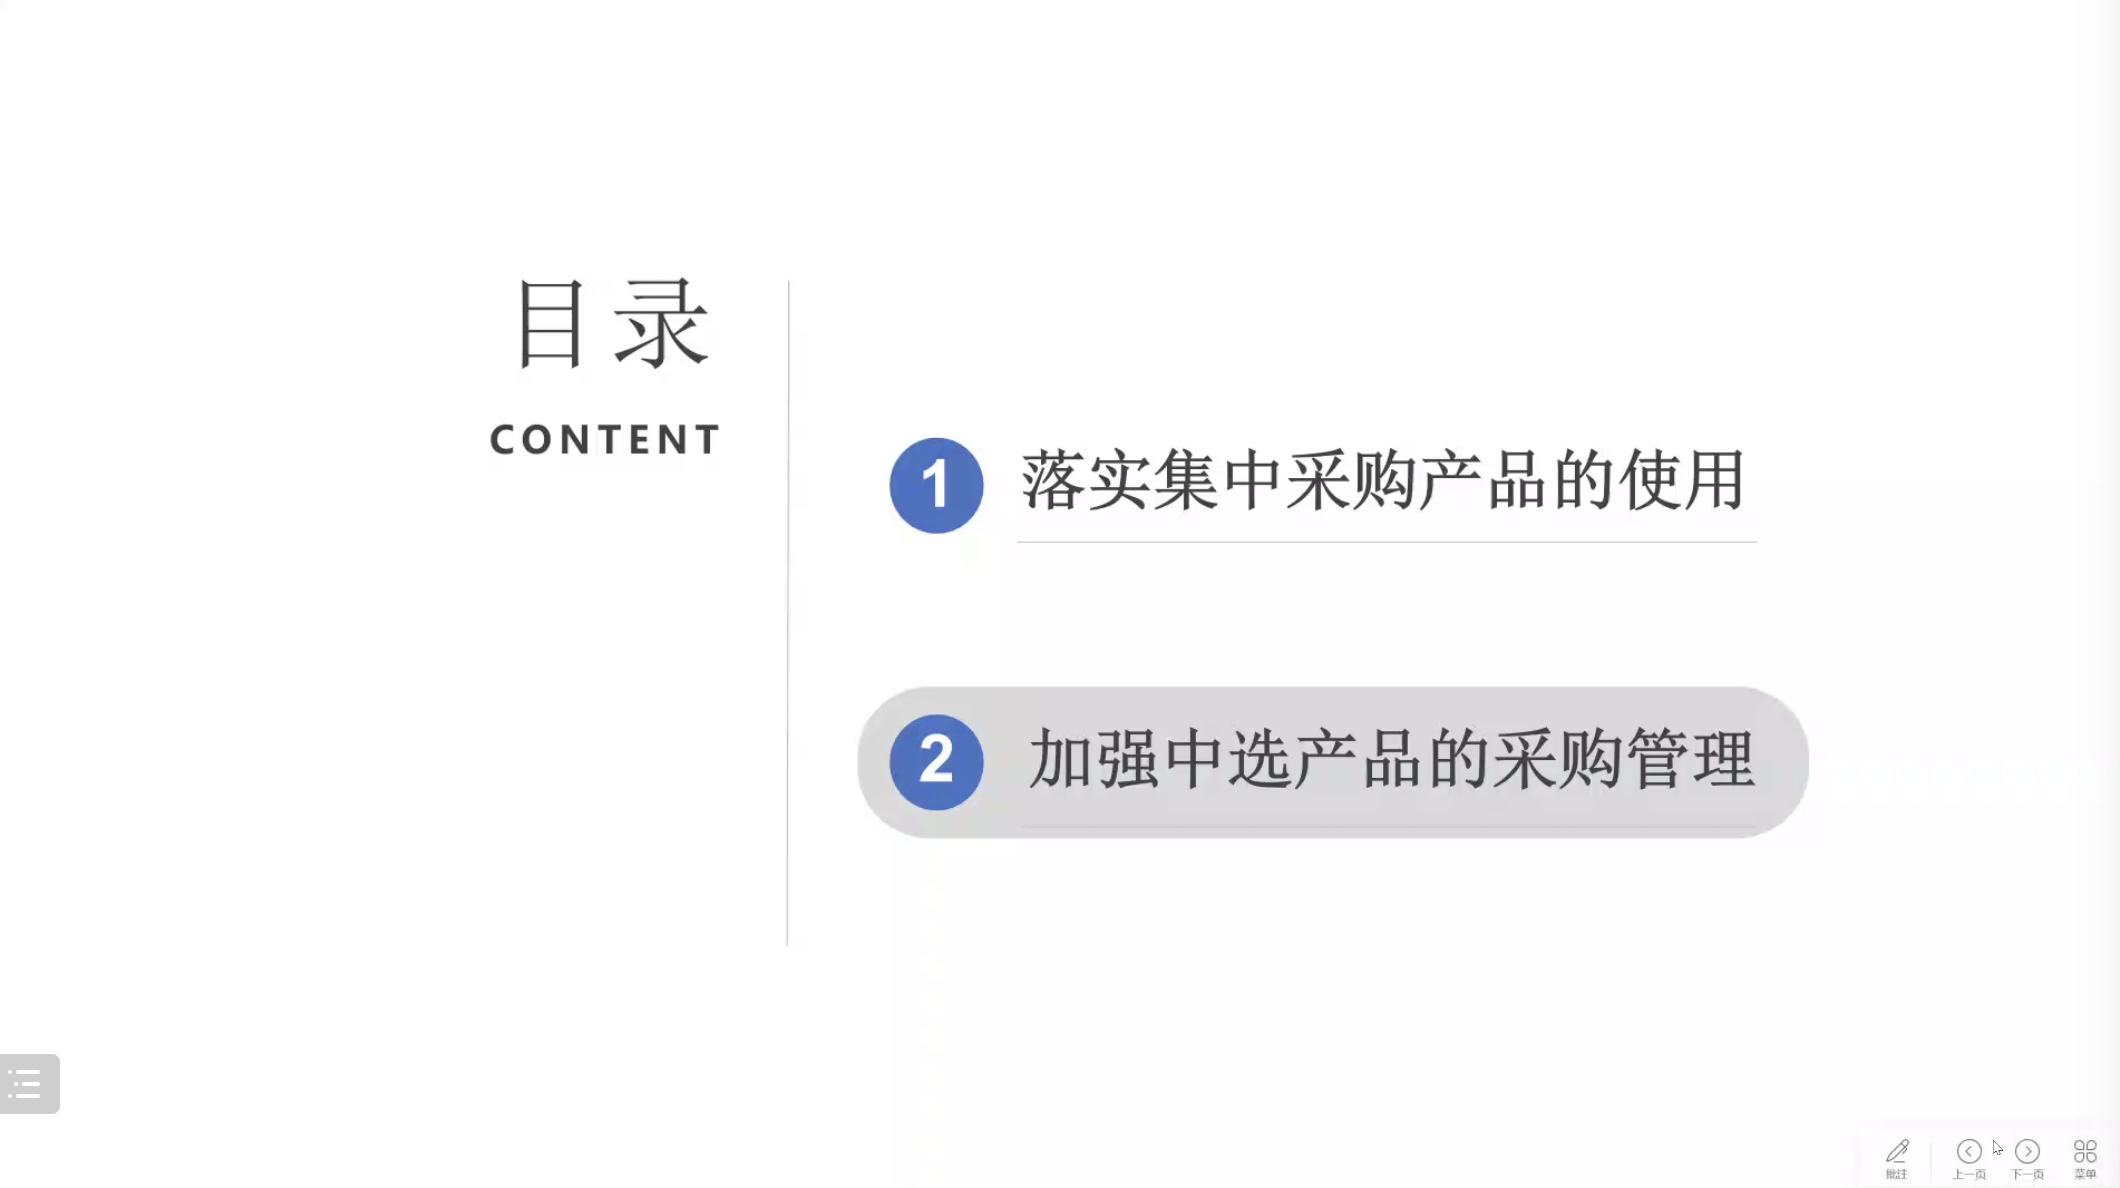 目录
CONTENT
1 落实集中采购产品的使用
2 加强中选产品的采购管理
批注 上一页 下一页 菜单